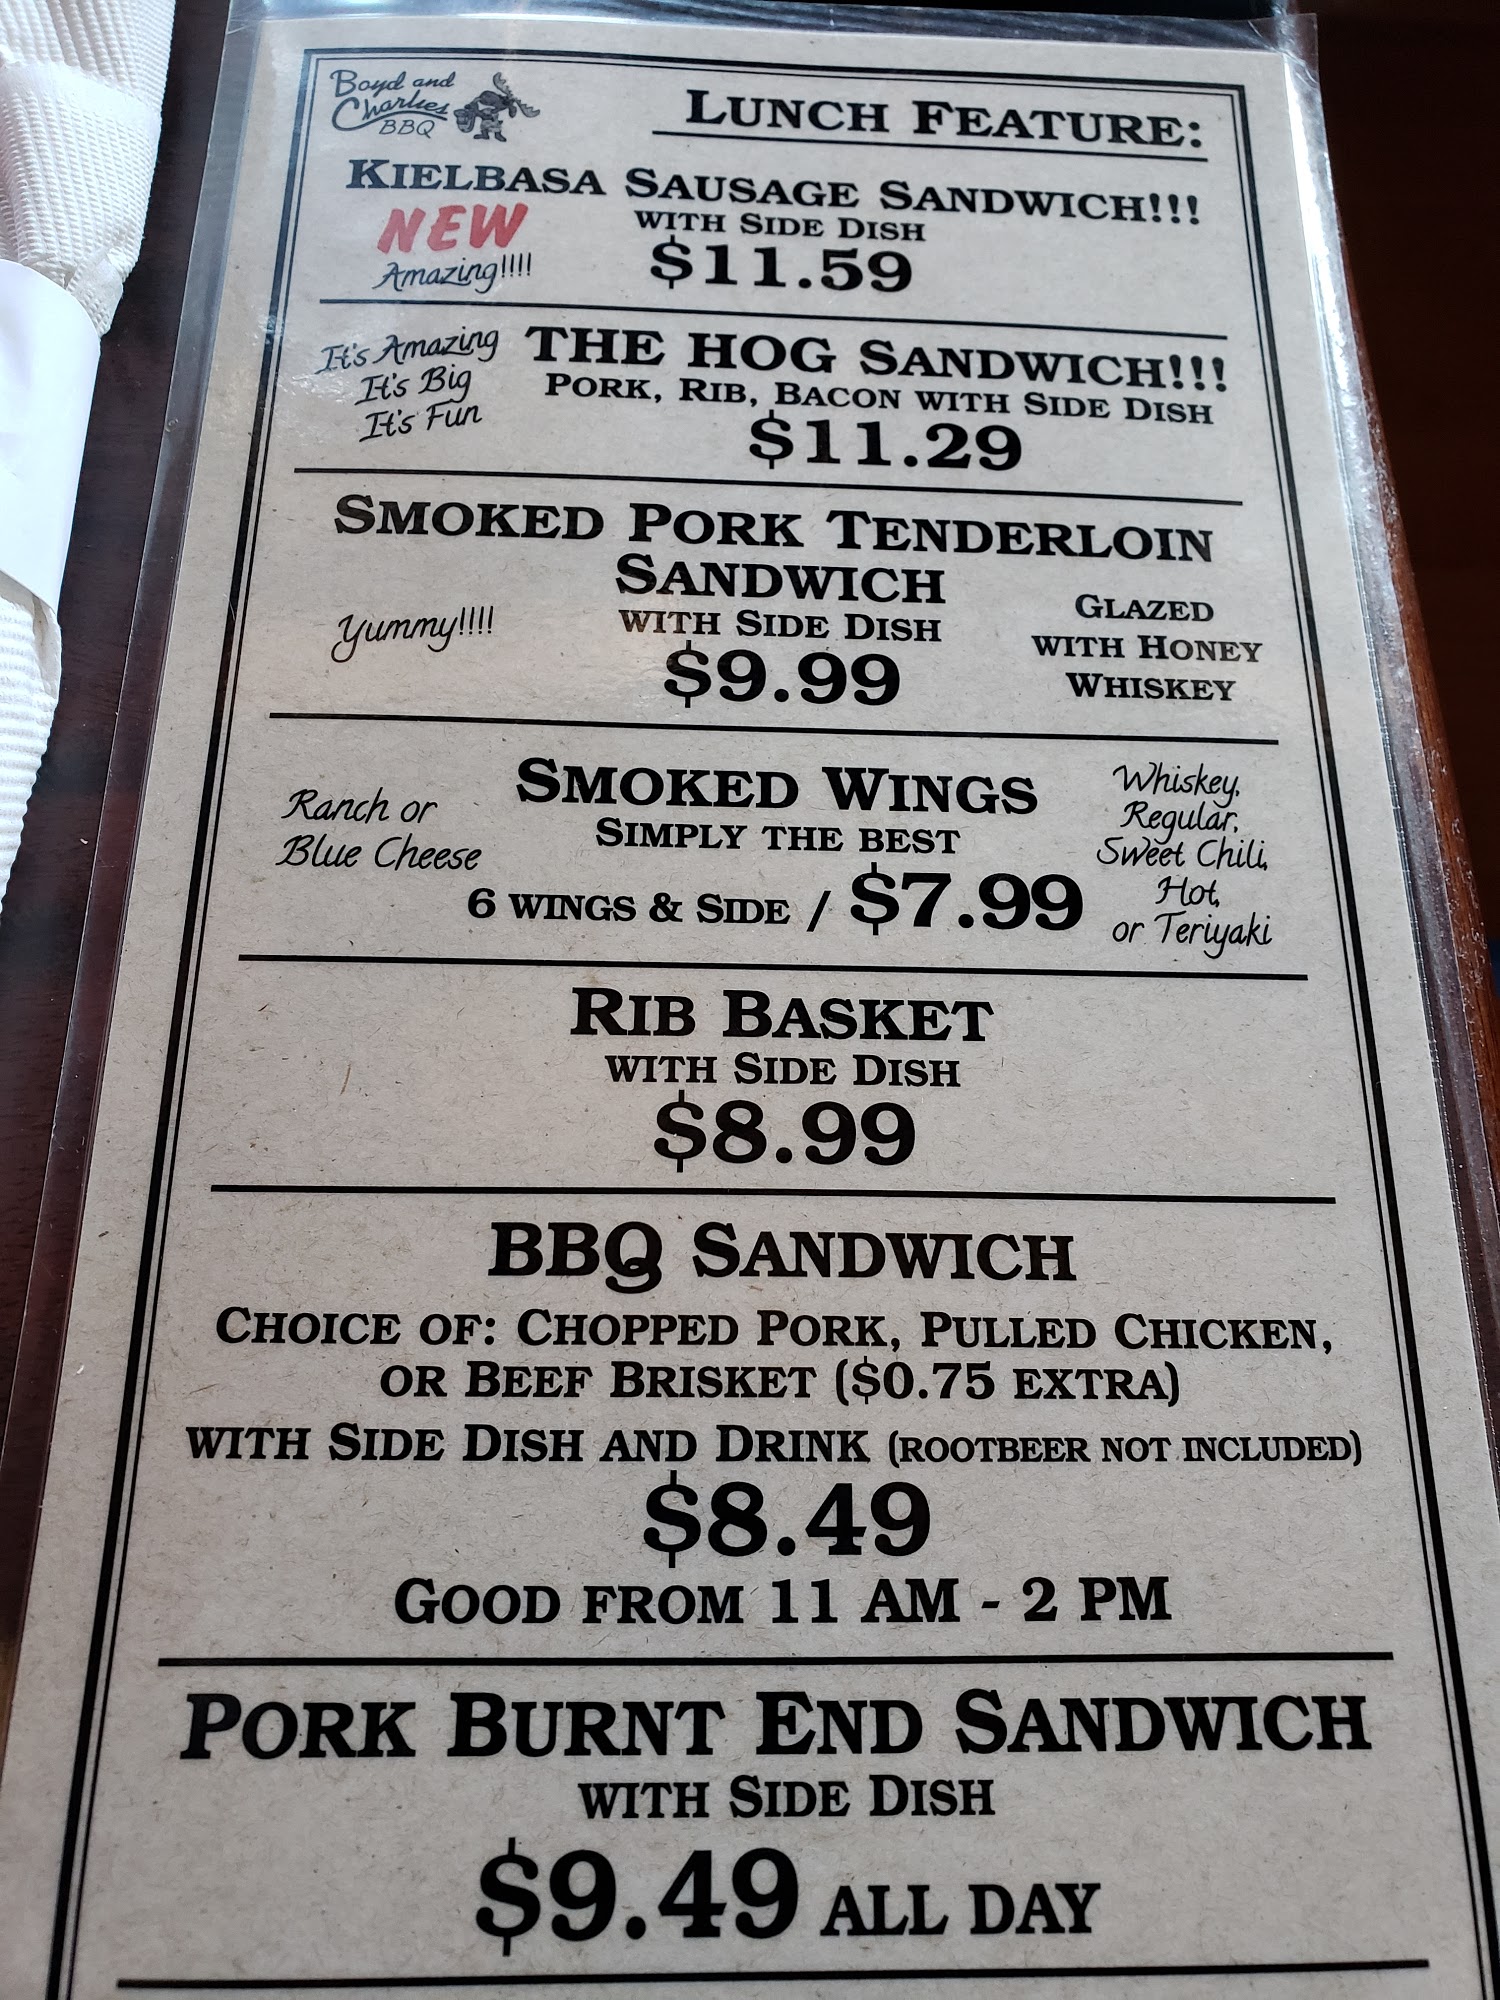 Boyd and
Charlies
BBQ
LUNCH FEATURE:
KIELBASA SAUSAGE SANDWICH!!!
NEW
WITH SIDE DISH
Amazing!!!!
$11.59
It's Amazing
It's Big
It's Fun
THE HOG SANDWICH!!!
PORK, RIB, BACON WITH SIDE DISH
$11.29
SMOKED PORK TENDERLOIN
SANDWICH
Yummy!!!!
WITH SIDE DISH
$9.99
GLAZED
WITH HONEY
WHISKEY
Ranch or
Blue Cheese
SMOKED WINGS
SIMPLY THE BEST
6 WINGS & SIDE / $7.99
Whiskey,
Regular,
Sweet Chili,
Hot,
or Teriyaki
RIB BASKET
WITH SIDE DISH
$8.99
BBQ SANDWICH
CHOICE OF: CHOPPED PORK, PULLED CHICKEN,
OR BEEF BRISKET ($0.75 EXTRA)
WITH SIDE DISH AND DRINK (ROOTBEER NOT INCLUDED)
$8.49
GOOD FROM 11 AM - 2 PM
PORK BURNT END SANDWICH
WITH SIDE DISH
$9.49 ALL DAY